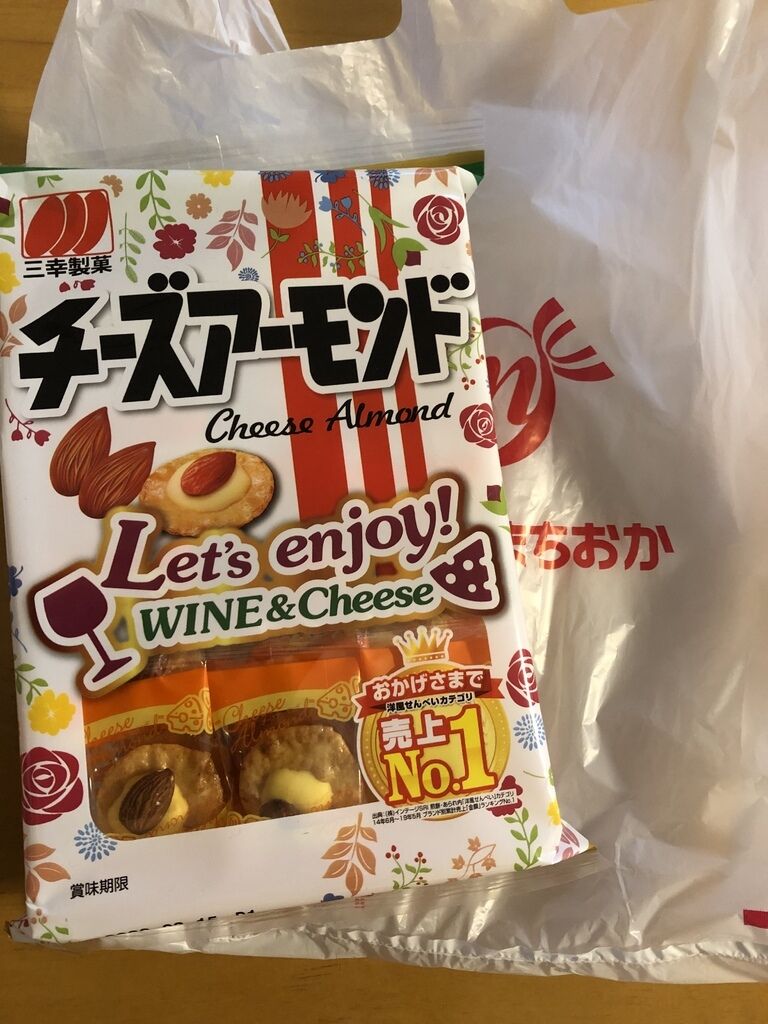 三幸製菓
チーズアーモンド
Cheese Almond
Let's enjoy!
WINE&Cheese
Cheese
Cheese
おかげさまで
洋風せんべいカテゴリ
売上
No.1
賞味期限
ちおか